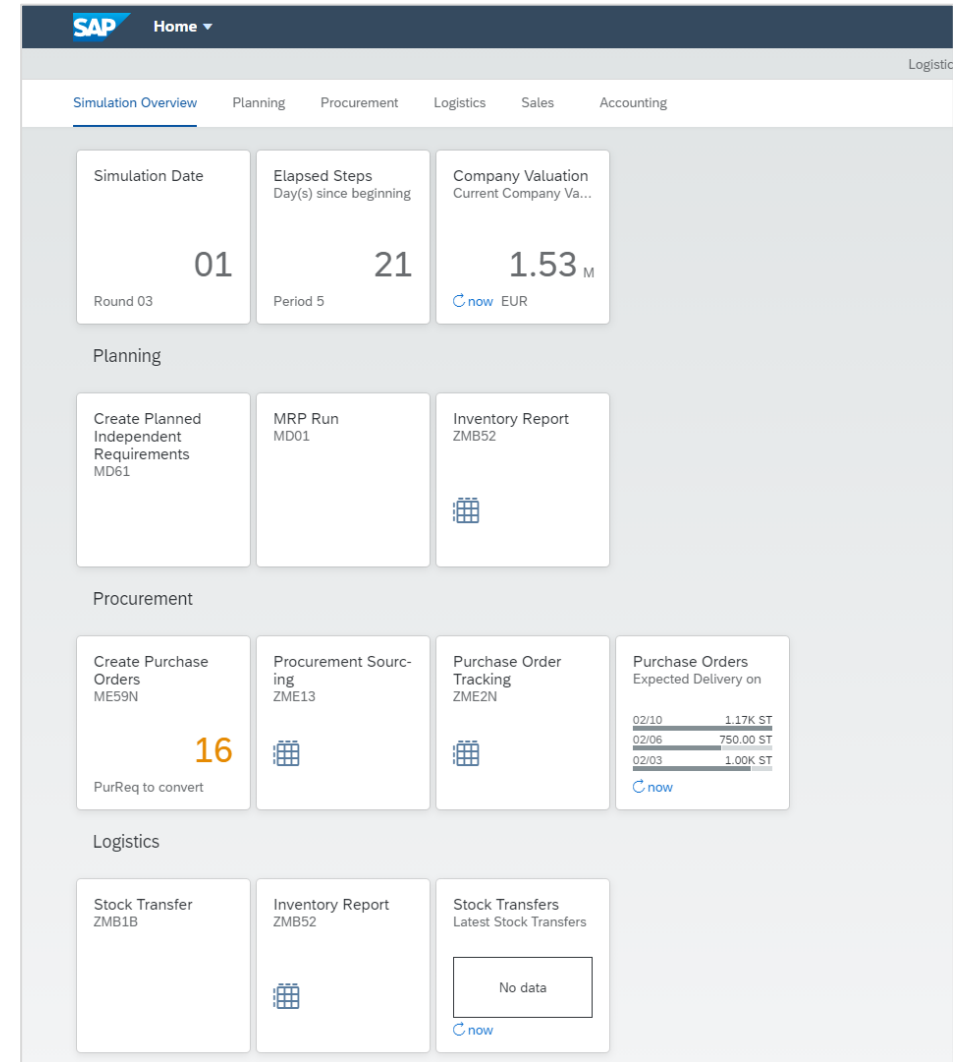 SAP Home
Logistic
Simulation Overview Planning Procurement Logistics Sales Accounting
Simulation Date
01
Round 03
Elapsed Steps
Day(s) since beginning
21
Period 5
Company Valuation
Current Company Va...
1.53 M
now EUR
Planning
Create Planned
Independent
Requirements
MD61
MRP Run
MD01
Inventory Report
ZMB52
Procurement
Create Purchase
Orders
ME59N
16
PurReq to convert
Procurement Sourc-
ing
ZME13
Purchase Order
Tracking
ZME2N
Purchase Orders
Expected Delivery on
02/10 1.17K ST
02/06 750.00 ST
02/03 1.00K ST
now
Logistics
Stock Transfer
ZMB1B
Inventory Report
ZMB52
Stock Transfers
Latest Stock Transfers
No data
now